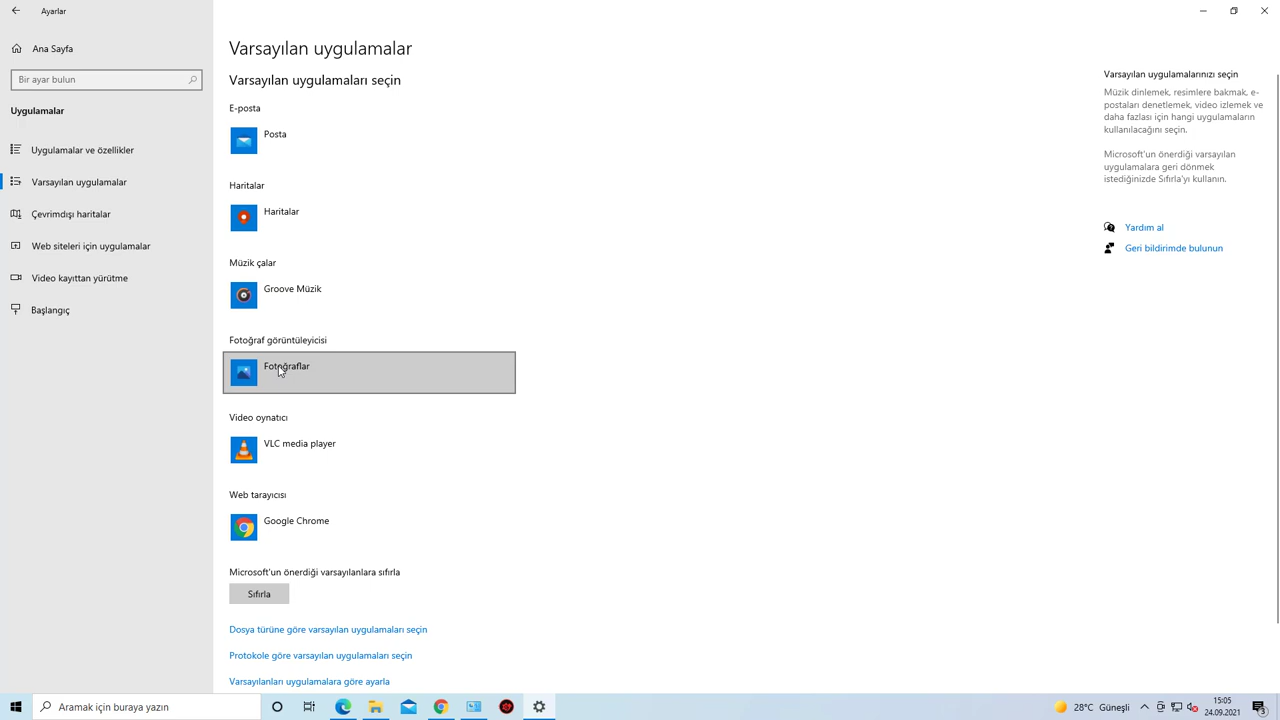 Ayarlar
Ana Sayfa
Bir ayar bulun
Uygulamalar
Uygulamalar ve özellikler
Varsayılan uygulamalar
Çevrimdışı haritalar
Web siteleri için uygulamalar
Video kayıttan yürütme
Başlangıç
Varsayılan uygulamalar
Varsayılan uygulamaları seçin
E-posta
Posta
Haritalar
Haritalar
Müzik çalar
Groove Müzik
Fotoğraf görüntüleyicisi
Fotoğraflar
Video oynatıcı
VLC media player
Web tarayıcısı
Google Chrome
Microsoft'un önerdiği varsayılanlara sıfırla
Sıfırla
Dosya türüne göre varsayılan uygulamaları seçin
Protokole göre varsayılan uygulamaları seçin
Varsayılanları uygulamalara göre ayarla
Varsayılan uygulamalarınızı seçin
Müzik dinlemek, resimlere bakmak, e-
postaları denetlemek, video izlemek ve
daha fazlası için hangi uygulamaların
kullanılacağını seçin.
Microsoft'un önerdiği varsayılan
uygulamalara geri dönmek
istediğinizde Sıfırla'yı kullanın.
Yardım al
Geri bildirimde bulunun
Aramak için buraya yazın
28°C Güneşli
15:05
24.09.2021
3